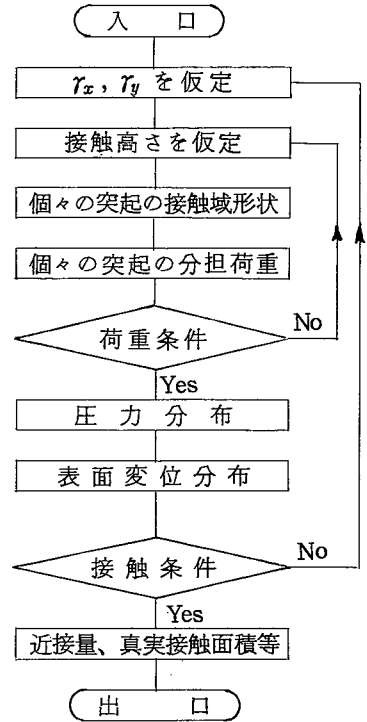 入 口
γx , γy を仮定
接触高さを仮定
個々の突起の接触域形状
個々の突起の分担荷重
荷重条件
No
Yes
圧力分布
表面変位分布
接触条件
No
Yes
近接量、真実接触面積等
出 口